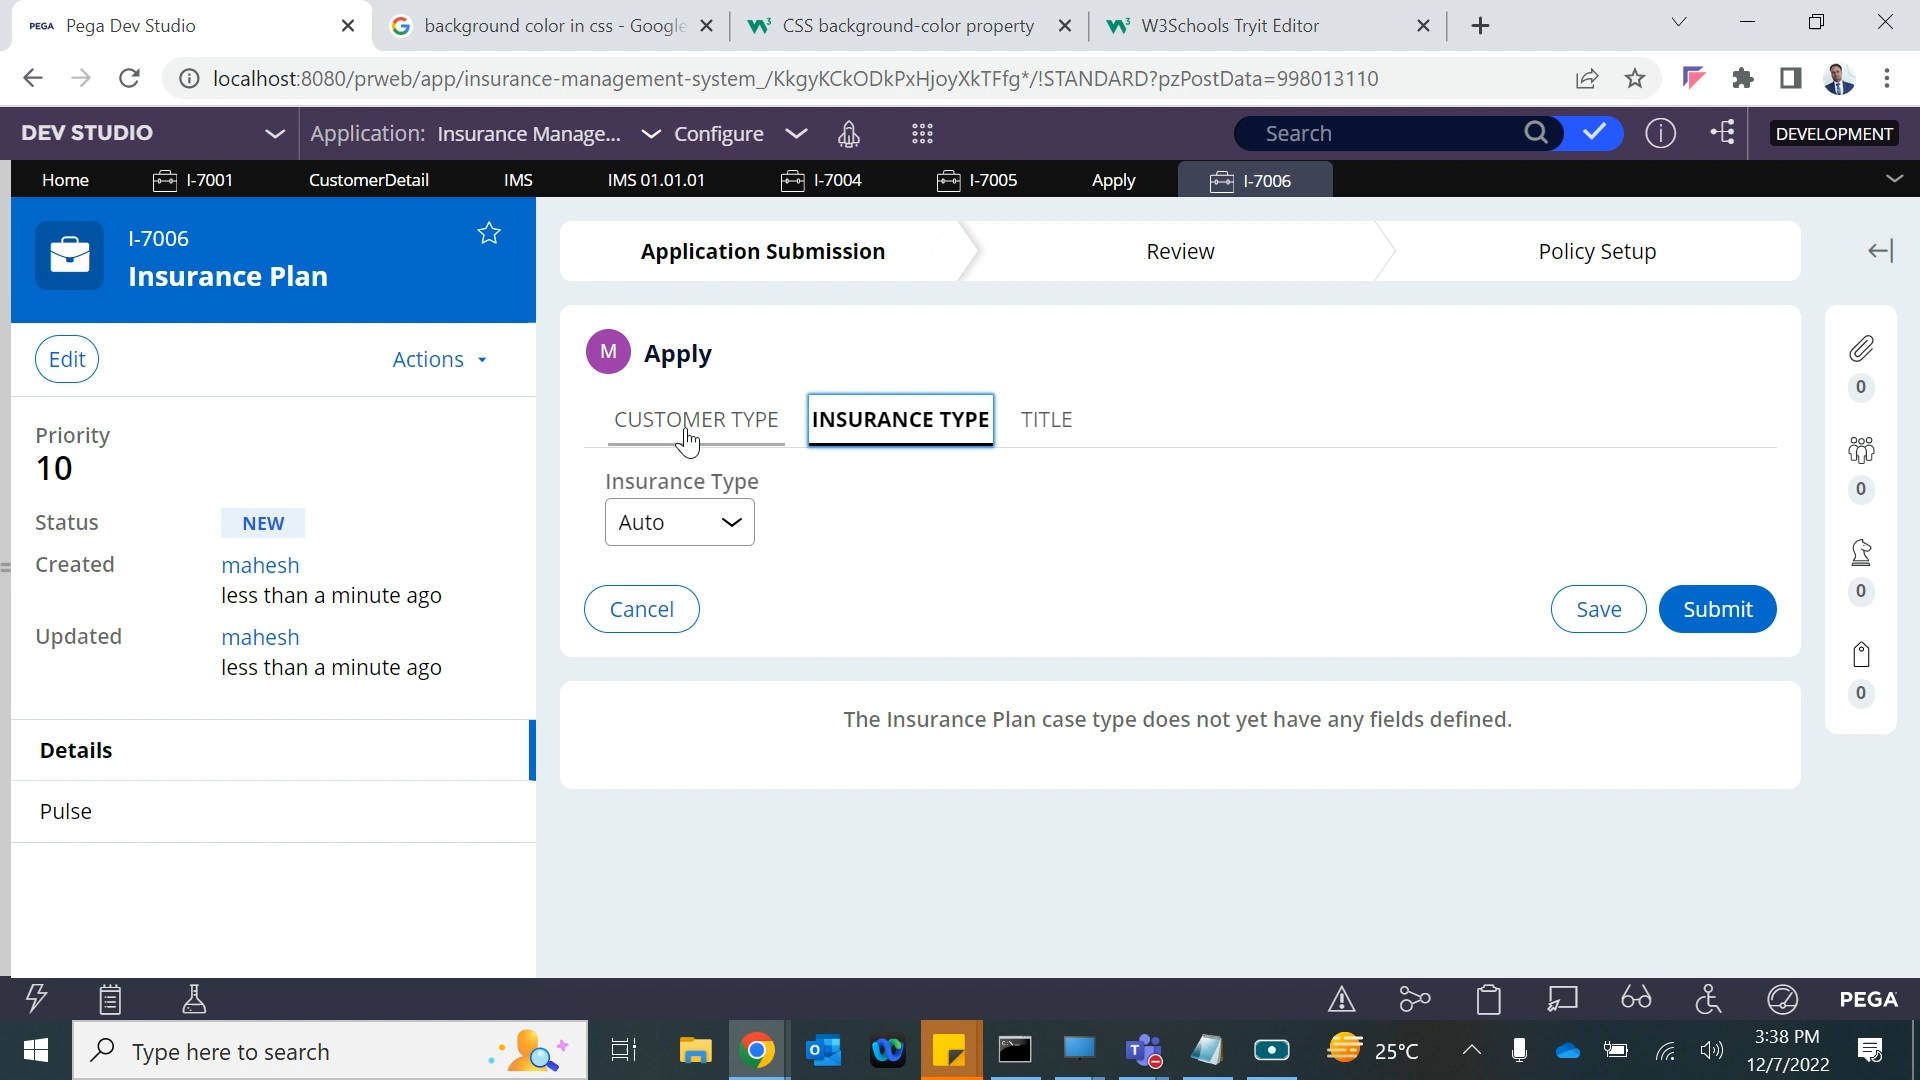 PEGA Pega Dev Studio
background color in css - Google
CSS background-color property
W3Schools Tryit Editor
localhost:8080/prweb/app/insurance-management-system_/KkgyKCkODkPxHjoyXkTFfg*/!STANDARD?pzPostData=998013110
DEV STUDIO
Application: Insurance Manage...
Configure
Search
DEVELOPMENT
Home
I-7001
CustomerDetail
IMS
IMS 01.01.01
I-7004
I-7005
Apply
I-7006
I-7006
Insurance Plan
Edit
Actions
Priority
10
Status
NEW
Created
mahesh
less than a minute ago
Updated
mahesh
less than a minute ago
Details
Pulse
Application Submission
Review
Policy Setup
M
Apply
CUSTOMER TYPE
INSURANCE TYPE
TITLE
Insurance Type
Auto
Cancel
Save
Submit
The Insurance Plan case type does not yet have any fields defined.
0
0
0
0
PEGA
Type here to search
25°C
3:38 PM
12/7/2022